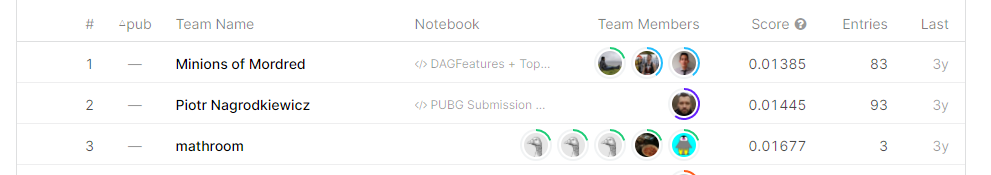 # △pub Team Name Notebook Team Members Score ? Entries Last
1 — Minions of Mordred </> DAGFeatures + Top... 0.01385 83 3y
2 — Piotr Nagrodkiewicz </> PUBG Submission ... 0.01445 93 3y
3 — mathroom 0.01677 3 3y